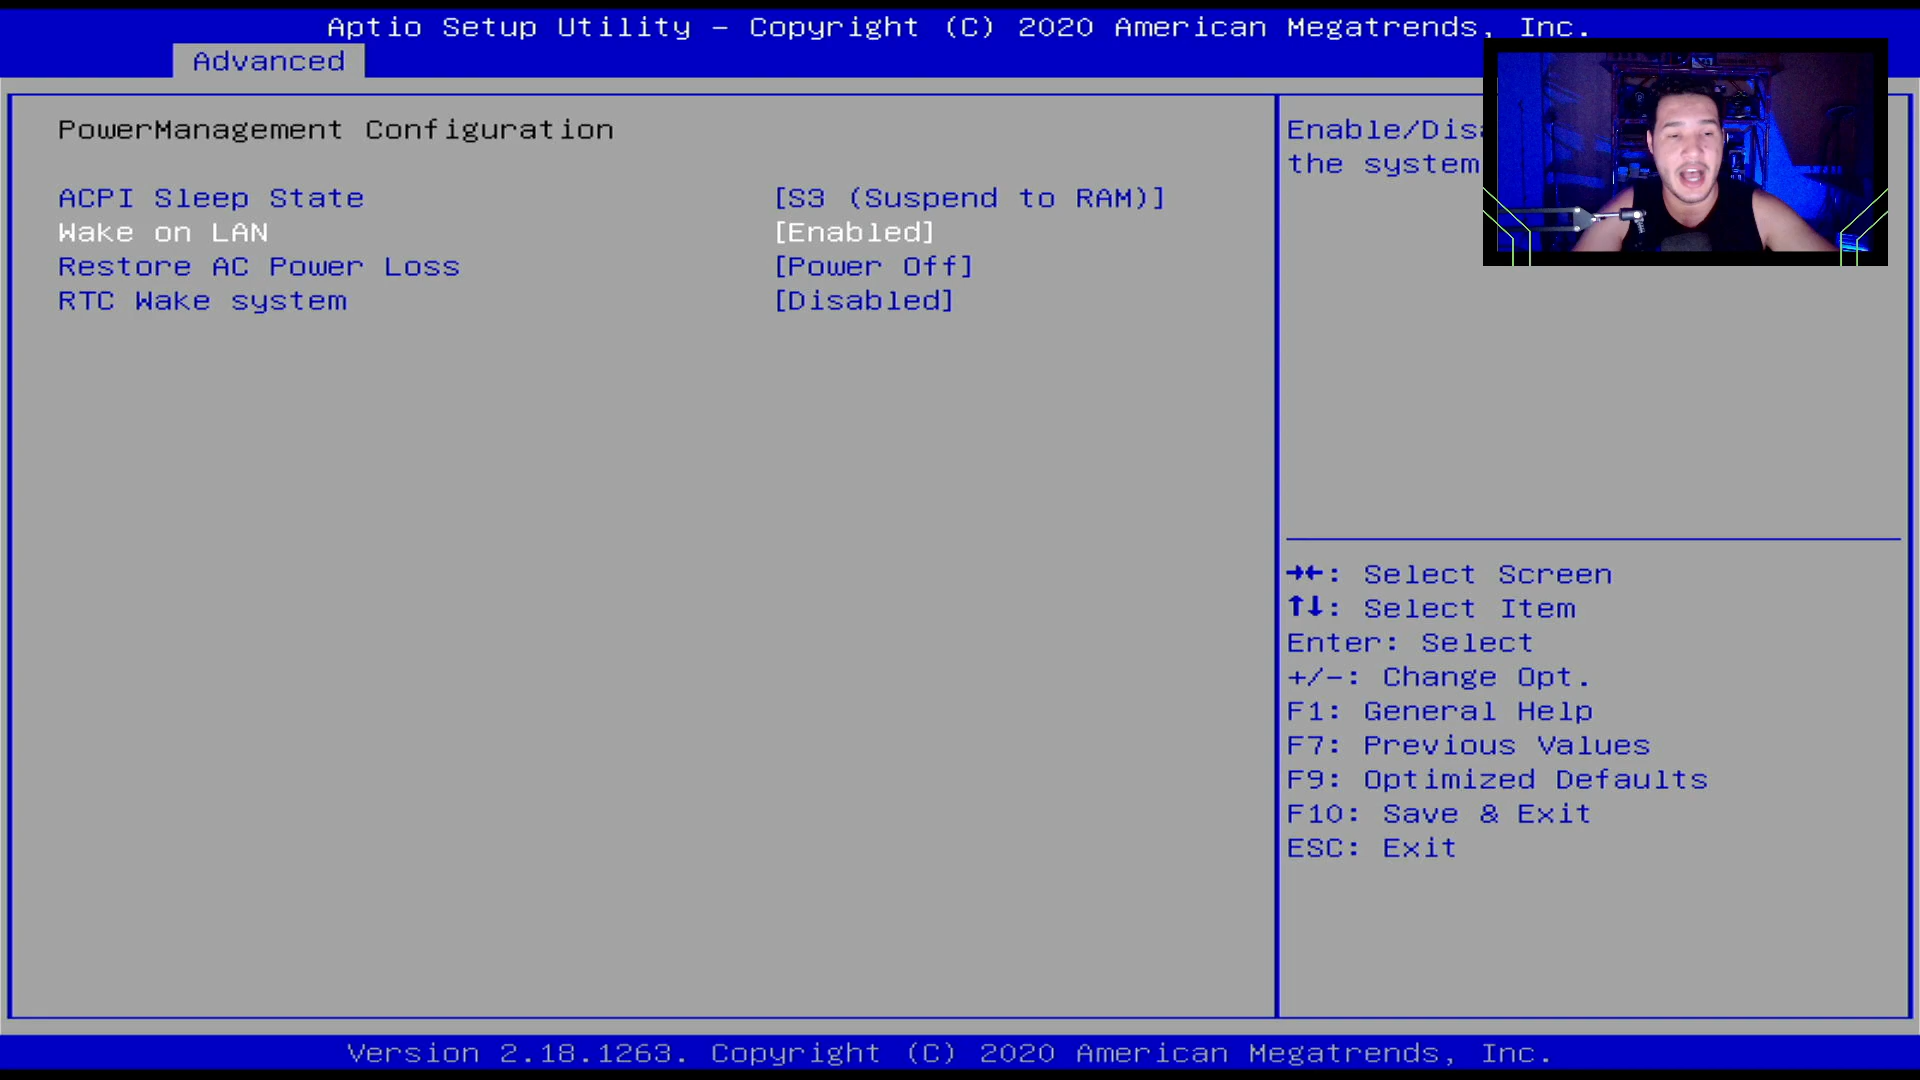 Aptio Setup Utility – Copyright (C) 2020 American Megatrends, Inc.
Advanced
PowerManagement Configuration
ACPI Sleep State [S3 (Suspend to RAM)]
Wake on LAN [Enabled]
Restore AC Power Loss [Power Off]
RTC Wake system [Disabled]
the system
→←: Select Screen
↑↓: Select Item
Enter: Select
+/-: Change Opt.
F1: General Help
F7: Previous Values
F9: Optimized Defaults
F10: Save & Exit
ESC: Exit
Version 2.18.1263. Copyright (C) 2020 American Megatrends, Inc.